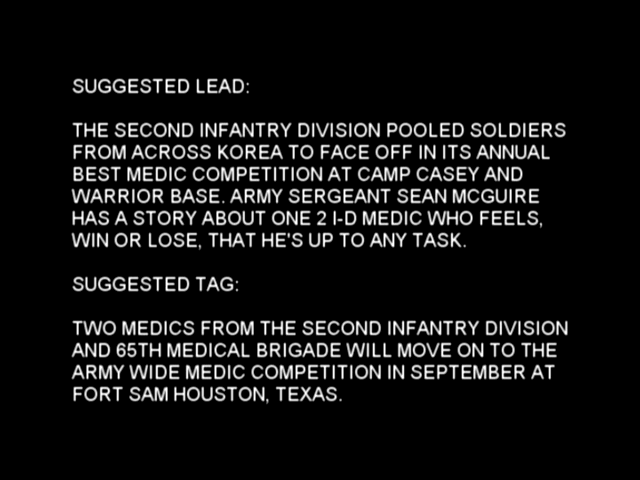 SUGGESTED LEAD:
THE SECOND INFANTRY DIVISION POOLED SOLDIERS
FROM ACROSS KOREA TO FACE OFF IN ITS ANNUAL
BEST MEDIC COMPETITION AT CAMP CASEY AND
WARRIOR BASE. ARMY SERGEANT SEAN MCGUIRE
HAS A STORY ABOUT ONE 2 I-D MEDIC WHO FEELS,
WIN OR LOSE, THAT HE'S UP TO ANY TASK.
SUGGESTED TAG:
TWO MEDICS FROM THE SECOND INFANTRY DIVISION
AND 65TH MEDICAL BRIGADE WILL MOVE ON TO THE
ARMY WIDE MEDIC COMPETITION IN SEPTEMBER AT
FORT SAM HOUSTON, TEXAS.